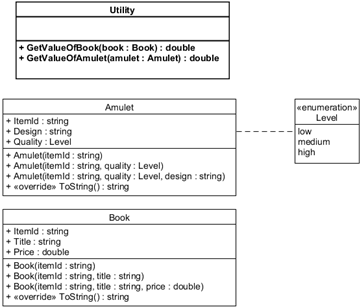 Utility
+ GetValueOfBook(book : Book) : double
+ GetValueOfAmulet(amulet : Amulet) : double
Amulet
+ ItemId : string
+ Design : string
+ Quality : Level
+ Amulet(itemId : string)
+ Amulet(itemId : string, quality : Level)
+ Amulet(itemId : string, quality : Level, design : string)
+ «override» ToString() : string
«enumeration»
Level
low
medium
high
Book
+ ItemId : string
+ Title : string
+ Price : double
+ Book(itemId : string)
+ Book(itemId : string, title : string)
+ Book(itemId : string, title : string, price : double)
+ «override» ToString() : string